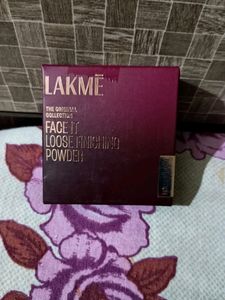 LAKMĒ
THE ORIGINAL
COLLECTION
FACE IT
LOOSE FINISHING
POWDER